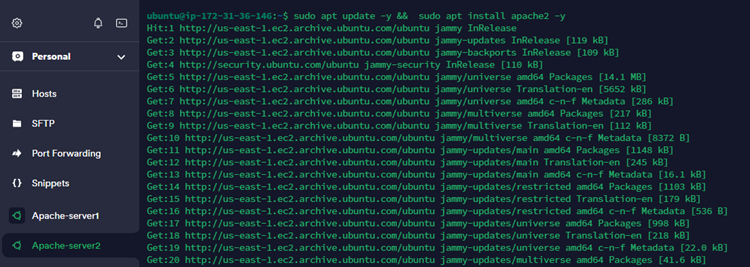 Personal
Hosts
SFTP
Port Forwarding
{} Snippets
Apache-server1
Apache-server2
ubuntu@ip-172-31-36-146:~$ sudo apt update -y &&  sudo apt install apache2 -y
Hit:1 http://us-east-1.ec2.archive.ubuntu.com/ubuntu jammy InRelease
Get:2 http://us-east-1.ec2.archive.ubuntu.com/ubuntu jammy-updates InRelease [119 kB]
Get:3 http://us-east-1.ec2.archive.ubuntu.com/ubuntu jammy-backports InRelease [109 kB]
Get:4 http://security.ubuntu.com/ubuntu jammy-security InRelease [110 kB]
Get:5 http://us-east-1.ec2.archive.ubuntu.com/ubuntu jammy/universe amd64 Packages [14.1 MB]
Get:6 http://us-east-1.ec2.archive.ubuntu.com/ubuntu jammy/universe Translation-en [5652 kB]
Get:7 http://us-east-1.ec2.archive.ubuntu.com/ubuntu jammy/universe amd64 c-n-f Metadata [286 kB]
Get:8 http://us-east-1.ec2.archive.ubuntu.com/ubuntu jammy/multiverse amd64 Packages [217 kB]
Get:9 http://us-east-1.ec2.archive.ubuntu.com/ubuntu jammy/multiverse Translation-en [112 kB]
Get:10 http://us-east-1.ec2.archive.ubuntu.com/ubuntu jammy/multiverse amd64 c-n-f Metadata [8372 B]
Get:11 http://us-east-1.ec2.archive.ubuntu.com/ubuntu jammy-updates/main amd64 Packages [1148 kB]
Get:12 http://us-east-1.ec2.archive.ubuntu.com/ubuntu jammy-updates/main Translation-en [245 kB]
Get:13 http://us-east-1.ec2.archive.ubuntu.com/ubuntu jammy-updates/main amd64 c-n-f Metadata [16.1 kB]
Get:14 http://us-east-1.ec2.archive.ubuntu.com/ubuntu jammy-updates/restricted amd64 Packages [1103 kB]
Get:15 http://us-east-1.ec2.archive.ubuntu.com/ubuntu jammy-updates/restricted Translation-en [179 kB]
Get:16 http://us-east-1.ec2.archive.ubuntu.com/ubuntu jammy-updates/restricted amd64 c-n-f Metadata [536 B]
Get:17 http://us-east-1.ec2.archive.ubuntu.com/ubuntu jammy-updates/universe amd64 Packages [998 kB]
Get:18 http://us-east-1.ec2.archive.ubuntu.com/ubuntu jammy-updates/universe Translation-en [218 kB]
Get:19 http://us-east-1.ec2.archive.ubuntu.com/ubuntu jammy-updates/universe amd64 c-n-f Metadata [22.0 kB]
Get:20 http://us-east-1.ec2.archive.ubuntu.com/ubuntu jammy-updates/multiverse amd64 Packages [41.6 kB]